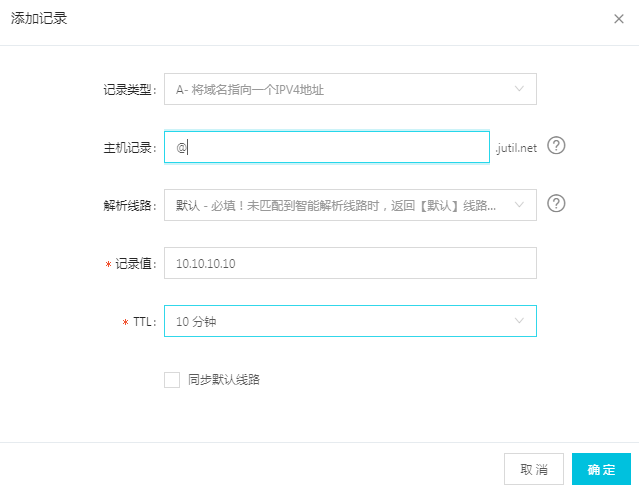 添加记录
记录类型: A- 将域名指向一个IPV4地址
主机记录: @ .jutil.net ?
解析线路: 默认 - 必填！未匹配到智能解析线路时，返回【默认】线路... ?
* 记录值: 10.10.10.10
* TTL: 10 分钟
同步默认线路
取消 确定